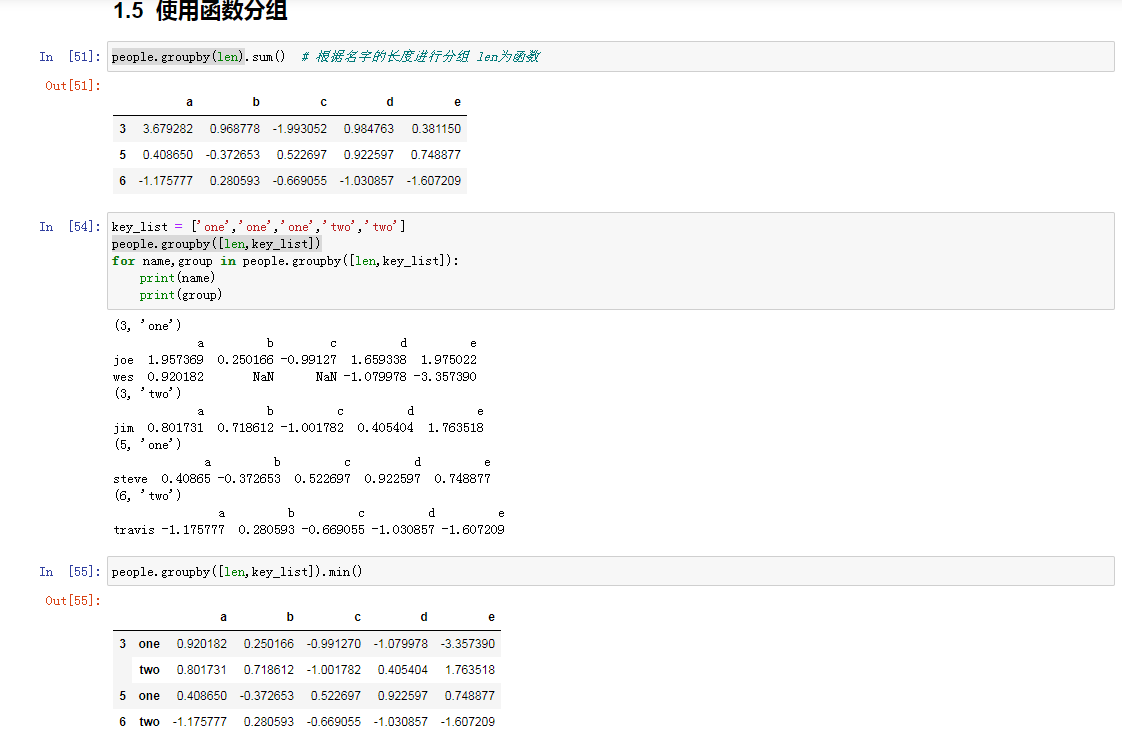 1.5 使用函数分组
In [51]: people.groupby(len).sum() # 根据名字的长度进行分组 len为函数
Out[51]:
a b c d e
3 3.679282 0.968778 -1.993052 0.984763 0.381150
5 0.408650 -0.372653 0.522697 0.922597 0.748877
6 -1.175777 0.280593 -0.669055 -1.030857 -1.607209
In [54]: key_list = ['one','one','one','two','two']
people.groupby([len,key_list])
for name,group in people.groupby([len,key_list]):
print(name)
print(group)
(3, 'one')
a b c d e
joe 1.957369 0.250166 -0.99127 1.659338 1.975022
wes 0.920182 NaN NaN -1.079978 -3.357390
(3, 'two')
a b c d e
jim 0.801731 0.718612 -1.001782 0.405404 1.763518
(5, 'one')
a b c d e
steve 0.40865 -0.372653 0.522697 0.922597 0.748877
(6, 'two')
a b c d e
travis -1.175777 0.280593 -0.669055 -1.030857 -1.607209
In [55]: people.groupby([len,key_list]).min()
Out[55]:
a b c d e
3 one 0.920182 0.250166 -0.991270 -1.079978 -3.357390
two 0.801731 0.718612 -1.001782 0.405404 1.763518
5 one 0.408650 -0.372653 0.522697 0.922597 0.748877
6 two -1.175777 0.280593 -0.669055 -1.030857 -1.607209